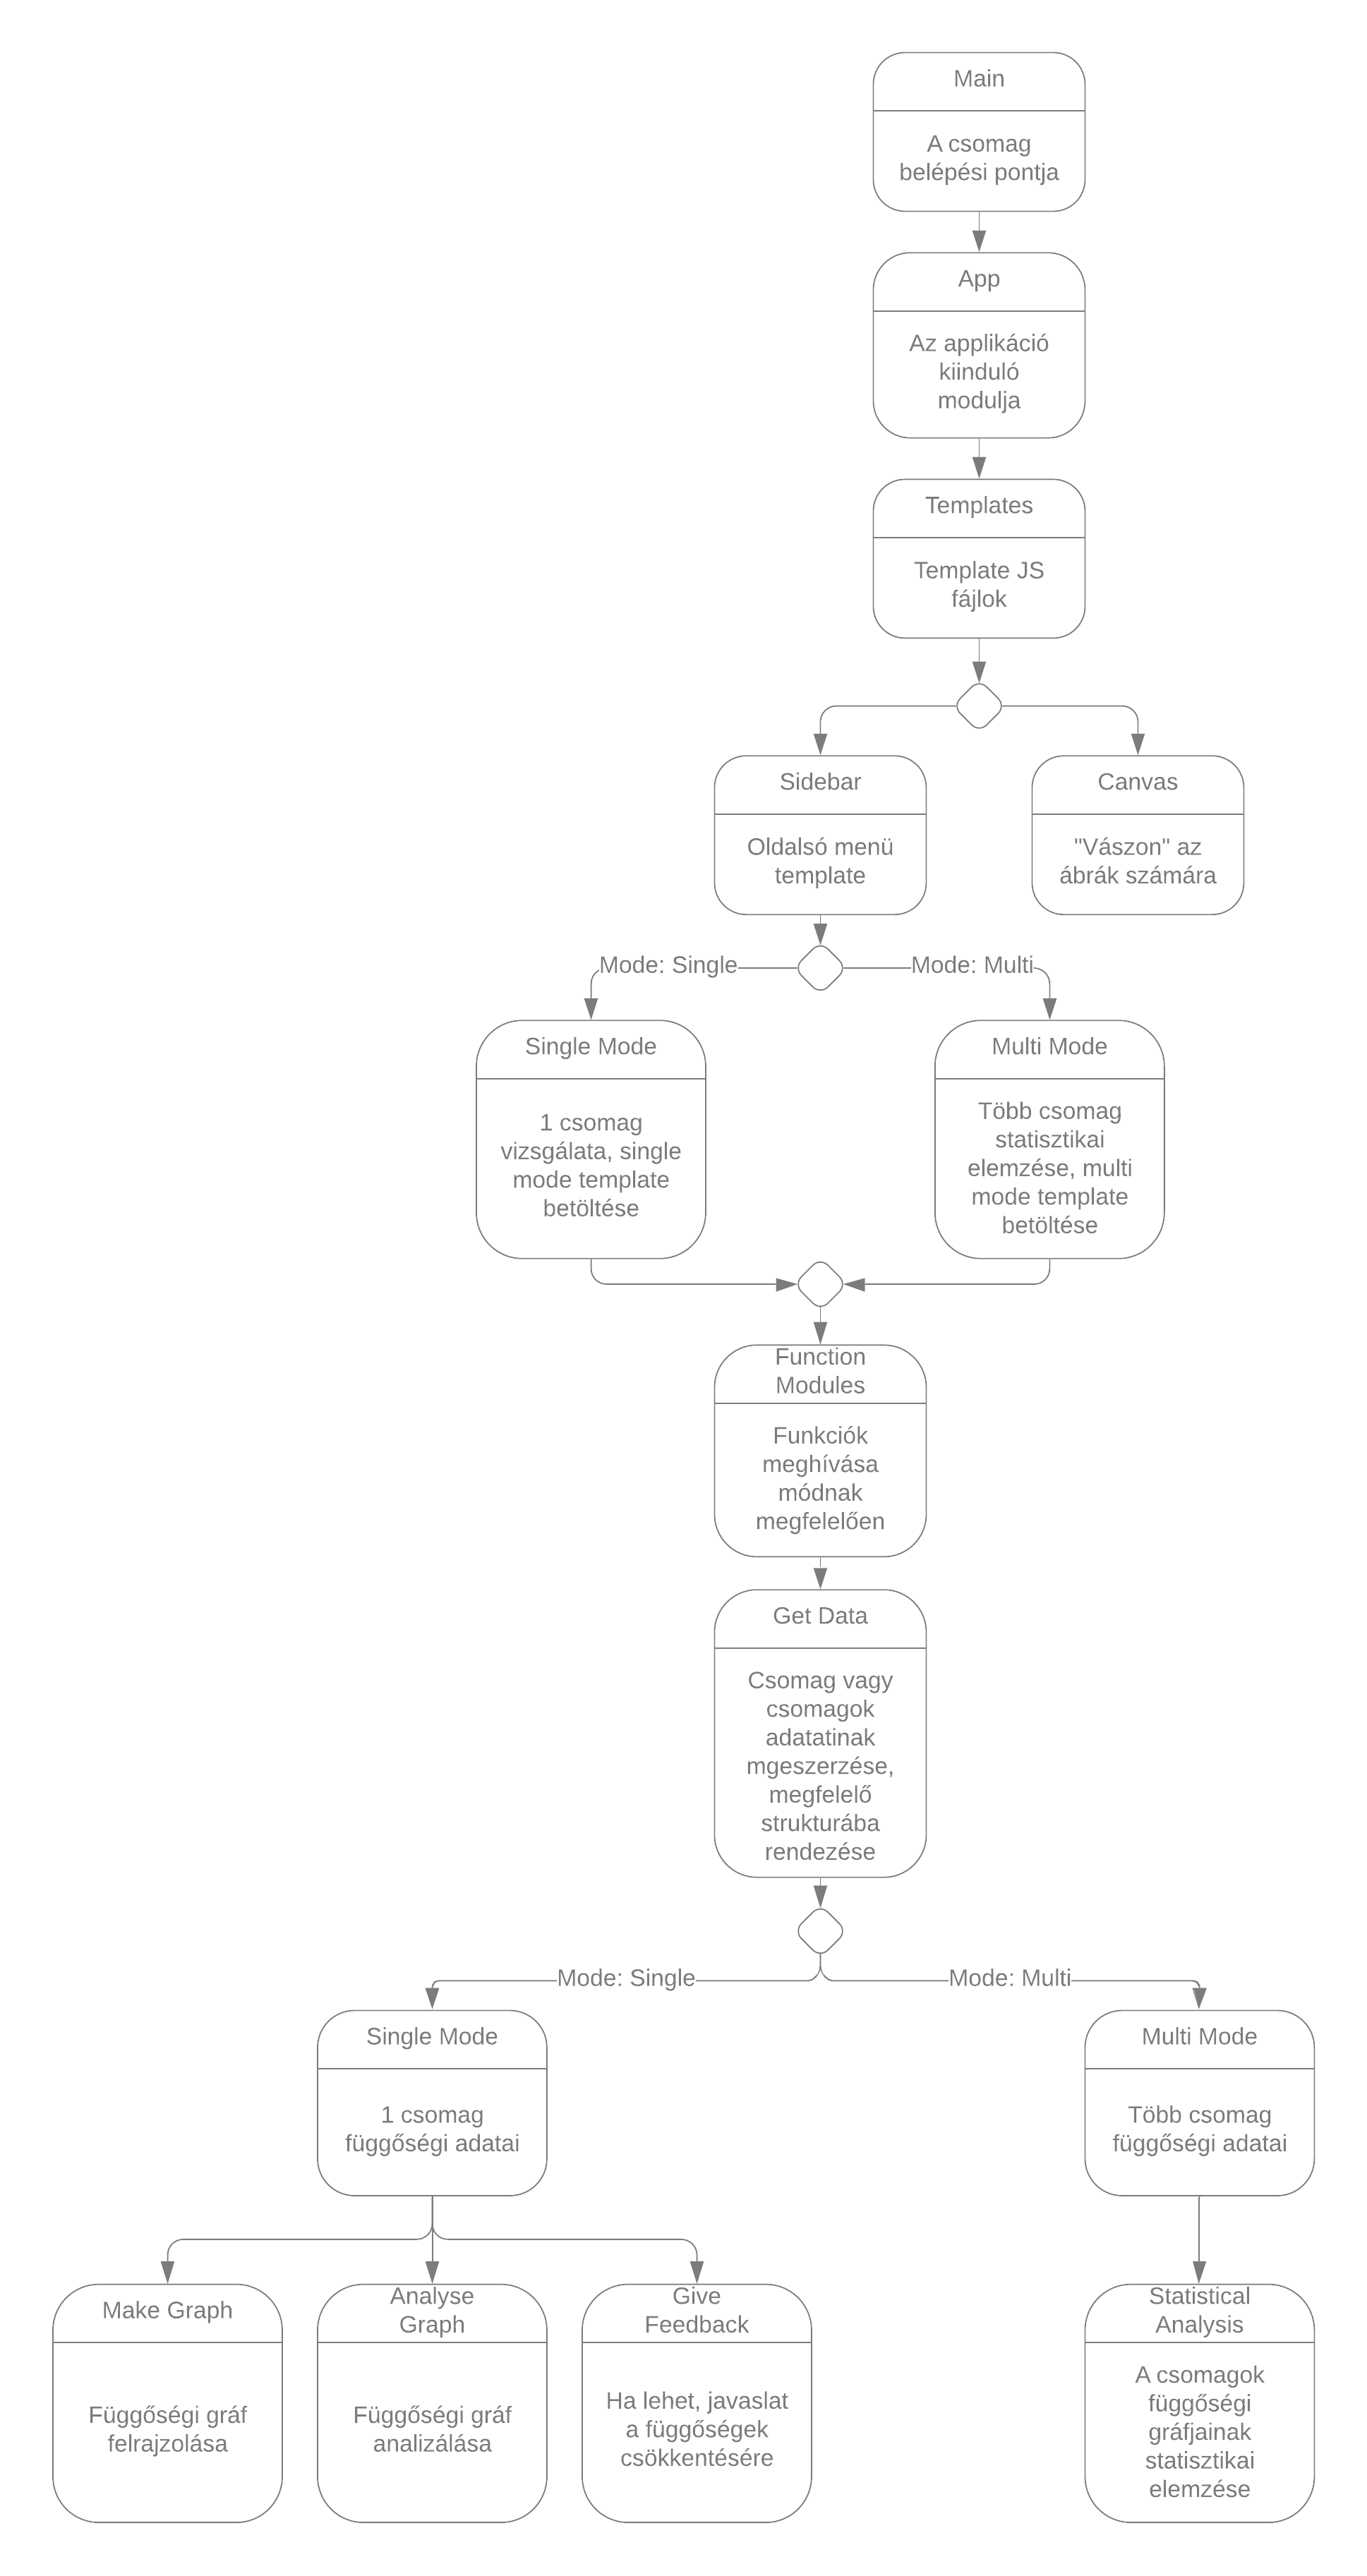 Main
A csomag
belépési pontja
App
Az applikáció
kiinduló
modulja
Templates
Template JS
fájlok
Sidebar
Oldalsó menü
template
Canvas
"Vászon" az
ábrák számára
Mode: Single
Mode: Multi
Single Mode
1 csomag
vizsgálata, single
mode template
betöltése
Multi Mode
Több csomag
statisztikai
elemzése, multi
mode template
betöltése
Function
Modules
Funkciók
meghívása
módnak
megfelelően
Get Data
Csomag vagy
csomagok
adatatinak
mgeszerzése,
megfelelő
strukturába
rendezése
Mode: Single
Mode: Multi
Single Mode
1 csomag
függőségi adatai
Multi Mode
Több csomag
függőségi adatai
Make Graph
Függőségi gráf
felrajzolása
Analyse
Graph
Függőségi gráf
analizálása
Give
Feedback
Ha lehet, javaslat
a függőségek
csökkentésére
Statistical
Analysis
A csomagok
függőségi
gráfjainak
statisztikai
elemzése